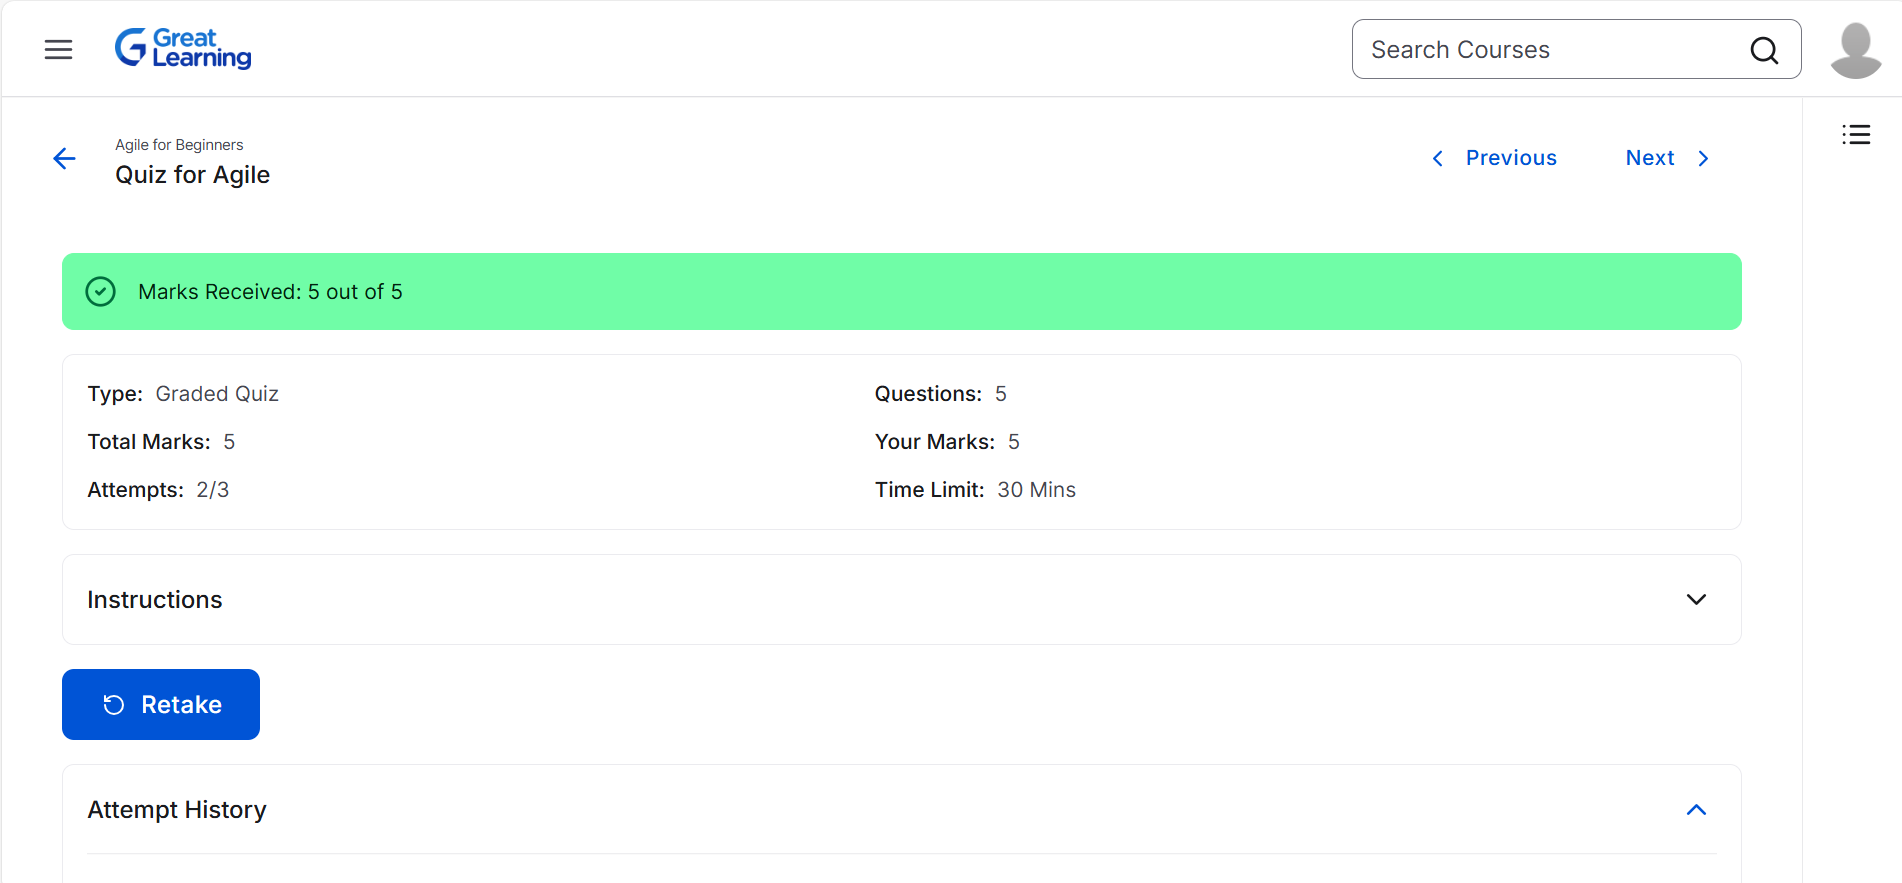 Great
Learning
Search Courses
Agile for Beginners
Quiz for Agile
Previous
Next
Marks Received: 5 out of 5
Type: Graded Quiz
Questions: 5
Total Marks: 5
Your Marks: 5
Attempts: 2/3
Time Limit: 30 Mins
Instructions
Retake
Attempt History